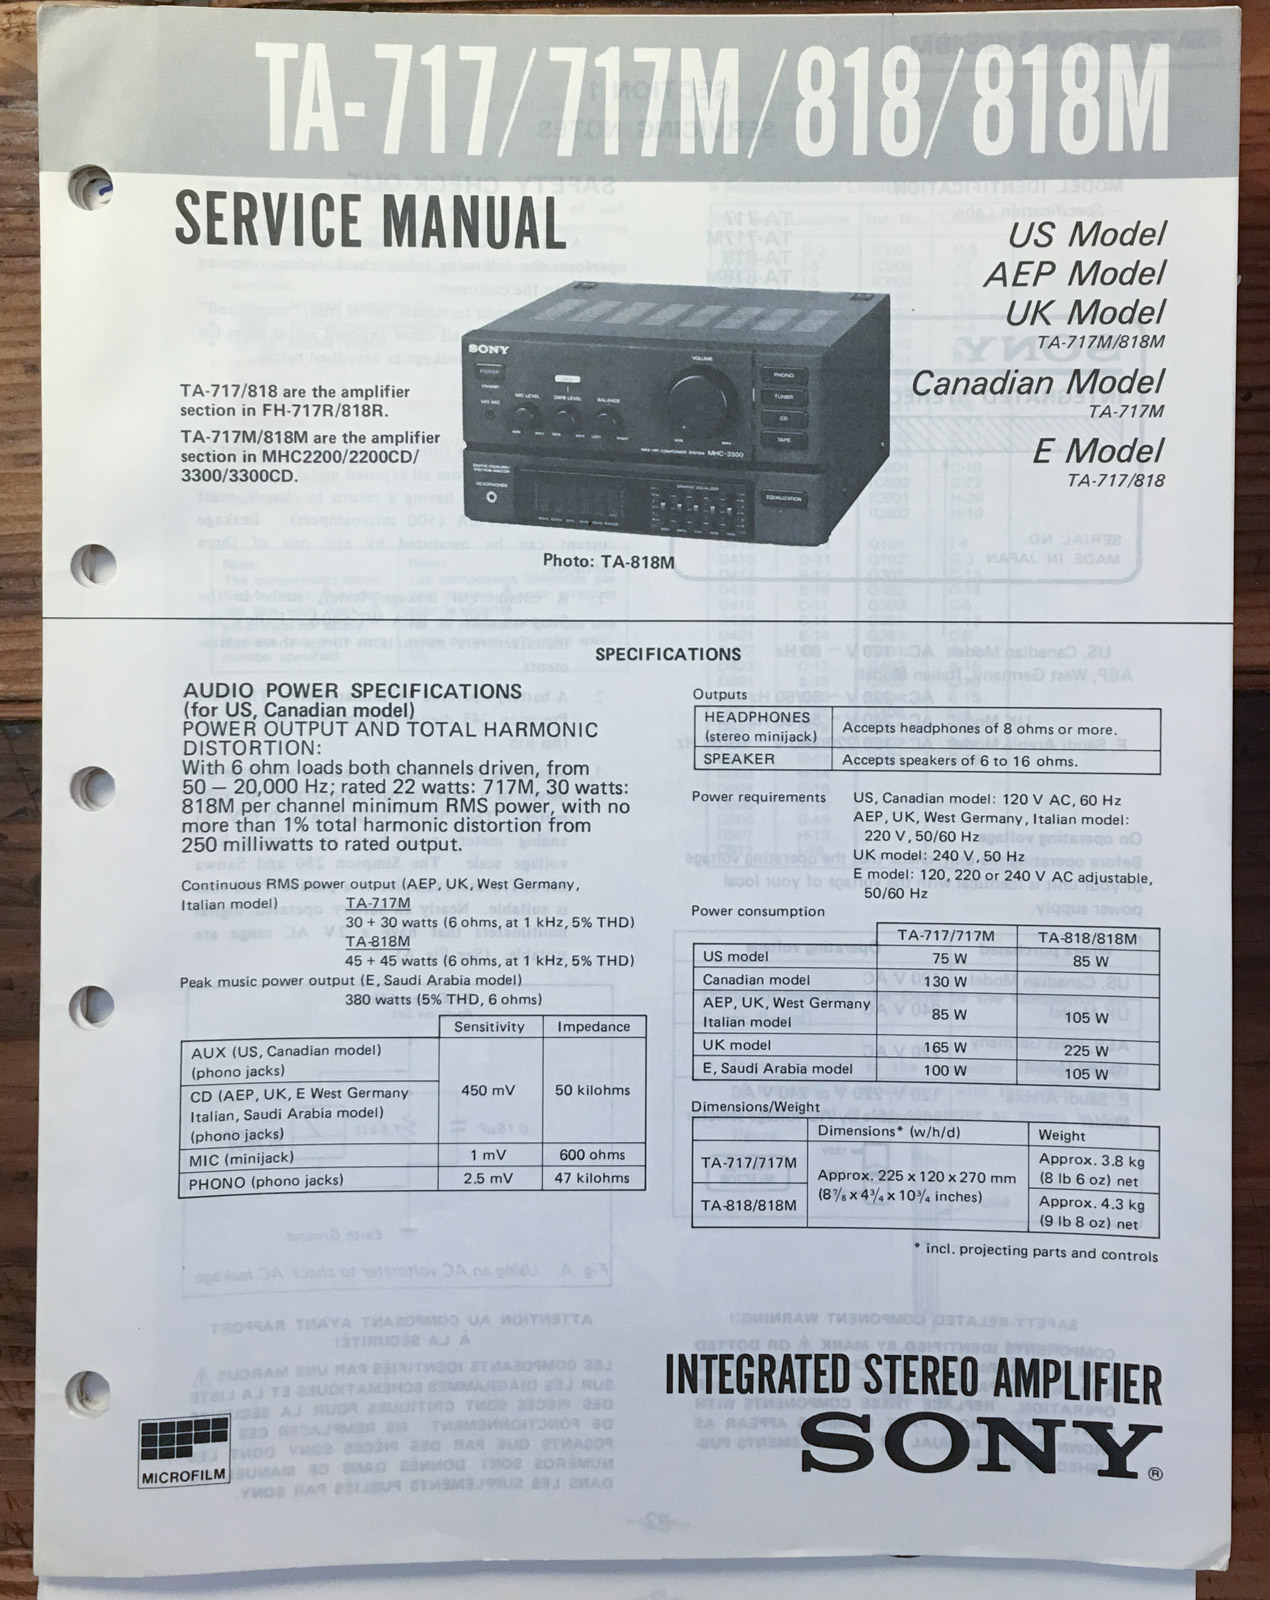 TA-717/717M/818/818M
SERVICE MANUAL
US Model
AEP Model
UK Model
TA-717M/818M
Canadian Model
TA-717M
E Model
TA-717/818
TA-717/818 are the amplifier
section in FH-717R/818R.
TA-717M/818M are the amplifier
section in MHC2200/2200CD/
3300/3300CD.
SONY
POWER
VOLUME
PHONO
TUNER
CD
TAPE
MIC LEVEL
DBFB LEVEL
BALANCE
MHC-3300
HEADPHONES
GRAPHIC EQUALIZER
EQUALIZATION
Photo: TA-818M
SPECIFICATIONS
AUDIO POWER SPECIFICATIONS
(for US, Canadian model)
POWER OUTPUT AND TOTAL HARMONIC
DISTORTION:
With 6 ohm loads both channels driven, from
50 — 20,000 Hz; rated 22 watts: 717M, 30 watts:
818M per channel minimum RMS power, with no
more than 1% total harmonic distortion from
250 milliwatts to rated output.
Continuous RMS power output (AEP, UK, West Germany,
Italian model)
TA-717M
30 + 30 watts (6 ohms, at 1 kHz, 5% THD)
TA-818M
45 + 45 watts (6 ohms, at 1 kHz, 5% THD)
Peak music power output (E, Saudi Arabia model)
380 watts (5% THD, 6 ohms)
Sensitivity Impedance
AUX (US, Canadian model)
(phono jacks)
CD (AEP, UK, E West Germany
Italian, Saudi Arabia model)
(phono jacks)
450 mV 50 kilohms
MIC (minijack) 1 mV 600 ohms
PHONO (phono jacks) 2.5 mV 47 kilohms
Outputs
HEADPHONES
(stereo minijack)
Accepts headphones of 8 ohms or more.
SPEAKER Accepts speakers of 6 to 16 ohms.
Power requirements US, Canadian model: 120 V AC, 60 Hz
AEP, UK, West Germany, Italian model:
220 V, 50/60 Hz
UK model: 240 V, 50 Hz
E model: 120, 220 or 240 V AC adjustable,
50/60 Hz
Power consumption
TA-717/717M TA-818/818M
US model 75 W 85 W
Canadian model 130 W
AEP, UK, West Germany
Italian model 85 W 105 W
UK model 165 W 225 W
E, Saudi Arabia model 100 W 105 W
Dimensions/Weight
Dimensions* (w/h/d) Weight
TA-717/717M
Approx. 225 x 120 x 270 mm
(8 7/8 x 4 3/4 x 10 3/4 inches)
Approx. 3.8 kg
(8 lb 6 oz) net
TA-818/818M
Approx. 4.3 kg
(9 lb 8 oz) net
* incl. projecting parts and controls
INTEGRATED STEREO AMPLIFIER
SONY®
MICROFILM